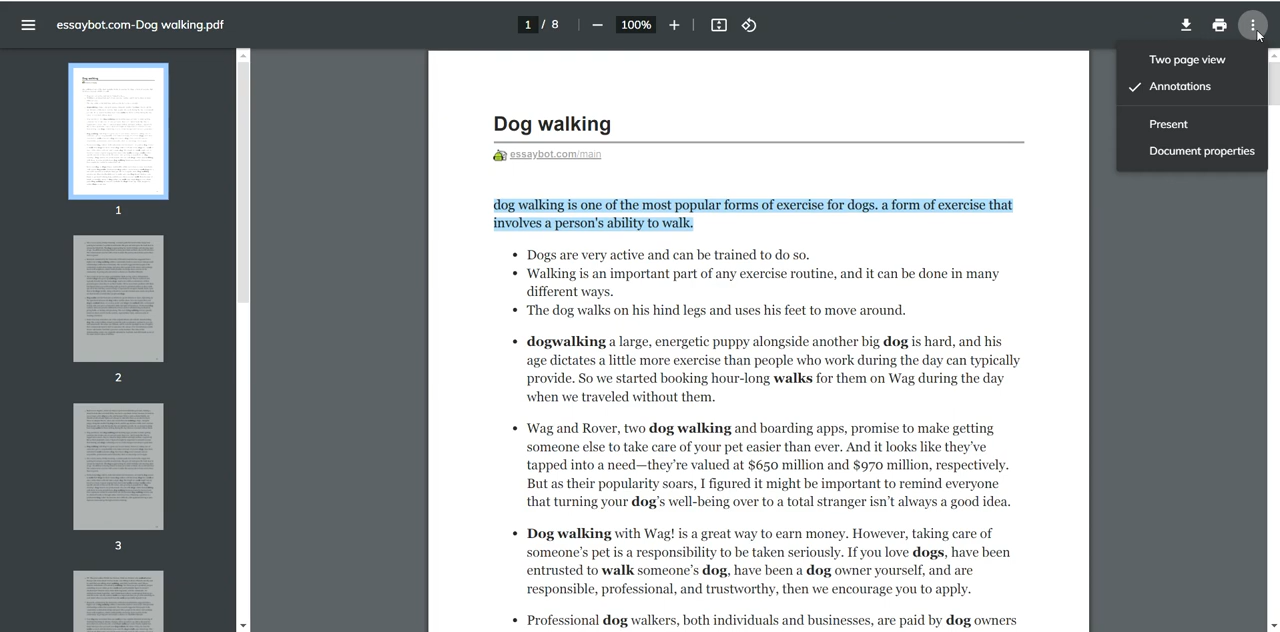 essaybot.com-Dog walking.pdf
1 / 8
100%
Two page view
Annotations
Present
Document properties
1
2
3
Dog walking
essaybot.com/main
dog walking is one of the most popular forms of exercise for dogs. a form of exercise that
involves a person's ability to walk.
• Dogs are very active and can be trained to do so.
• Walking is an important part of any exercise routine, and it can be done in many
different ways.
• The dog walks on his hind legs and uses his feet to move around.
• dogwalking a large, energetic puppy alongside another big dog is hard, and his
age dictates a little more exercise than people who work during the day can typically
provide. So we started booking hour-long walks for them on Wag during the day
when we traveled without them.
• Wag and Rover, two dog walking and boarding apps, promise to make getting
someone else to take care of your pet easier than ever. And it looks like they've
tapped into a need—they're valued at $650 million and $970 million, respectively.
But as their popularity soars, I figured it might be important to remind everyone
that turning your dog's well-being over to a total stranger isn't always a good idea.
• Dog walking with Wag! is a great way to earn money. However, taking care of
someone's pet is a responsibility to be taken seriously. If you love dogs, have been
entrusted to walk someone's dog, have been a dog owner yourself, and are
responsible, professional, and trustworthy, then we encourage you to apply.
• Professional dog walkers, both individuals and businesses, are paid by dog owners